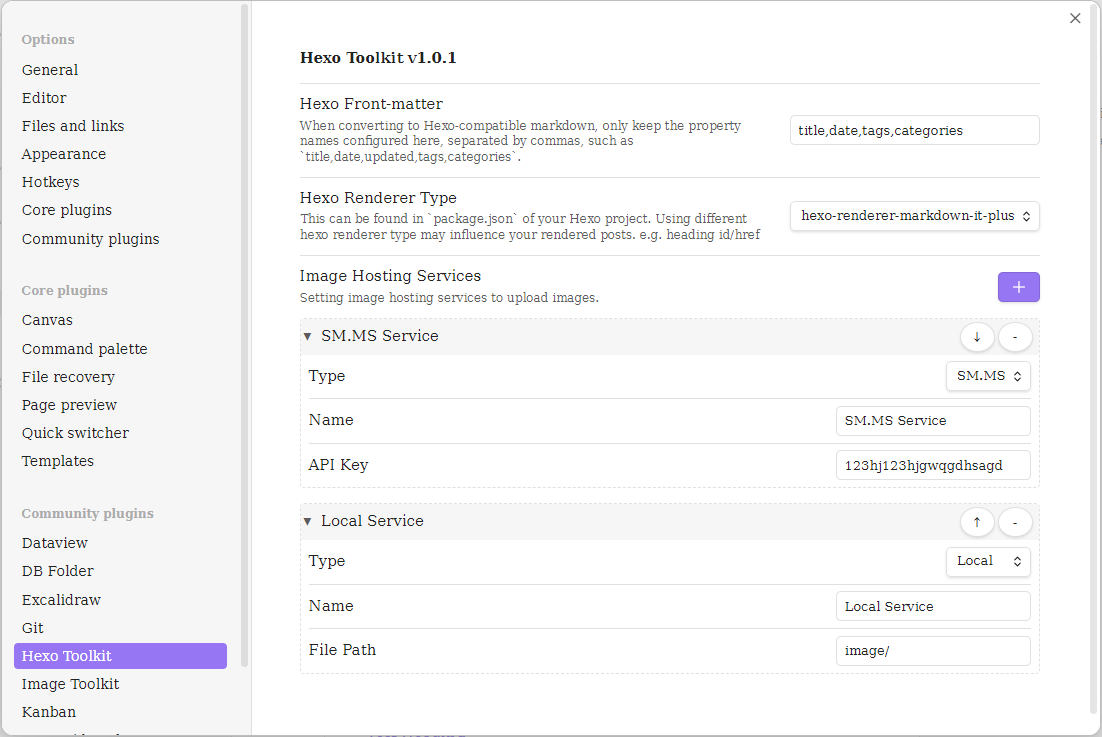 Options
General
Editor
Files and links
Appearance
Hotkeys
Core plugins
Community plugins
Core plugins
Canvas
Command palette
File recovery
Page preview
Quick switcher
Templates
Community plugins
Dataview
DB Folder
Excalidraw
Git
Hexo Toolkit
Image Toolkit
Kanban
Hexo Toolkit v1.0.1
Hexo Front-matter
When converting to Hexo-compatible markdown, only keep the property
names configured here, separated by commas, such as
`title,date,updated,tags,categories`.
title,date,tags,categories
Hexo Renderer Type
This can be found in `package.json` of your Hexo project. Using different
hexo renderer type may influence your rendered posts. e.g. heading id/href
hexo-renderer-markdown-it-plus
Image Hosting Services
Setting image hosting services to upload images.
+
▼ SM.MS Service ↓ -
Type SM.MS
Name SM.MS Service
API Key 123hj123hjgwqgdhsagd
▼ Local Service ↑ -
Type Local
Name Local Service
File Path image/